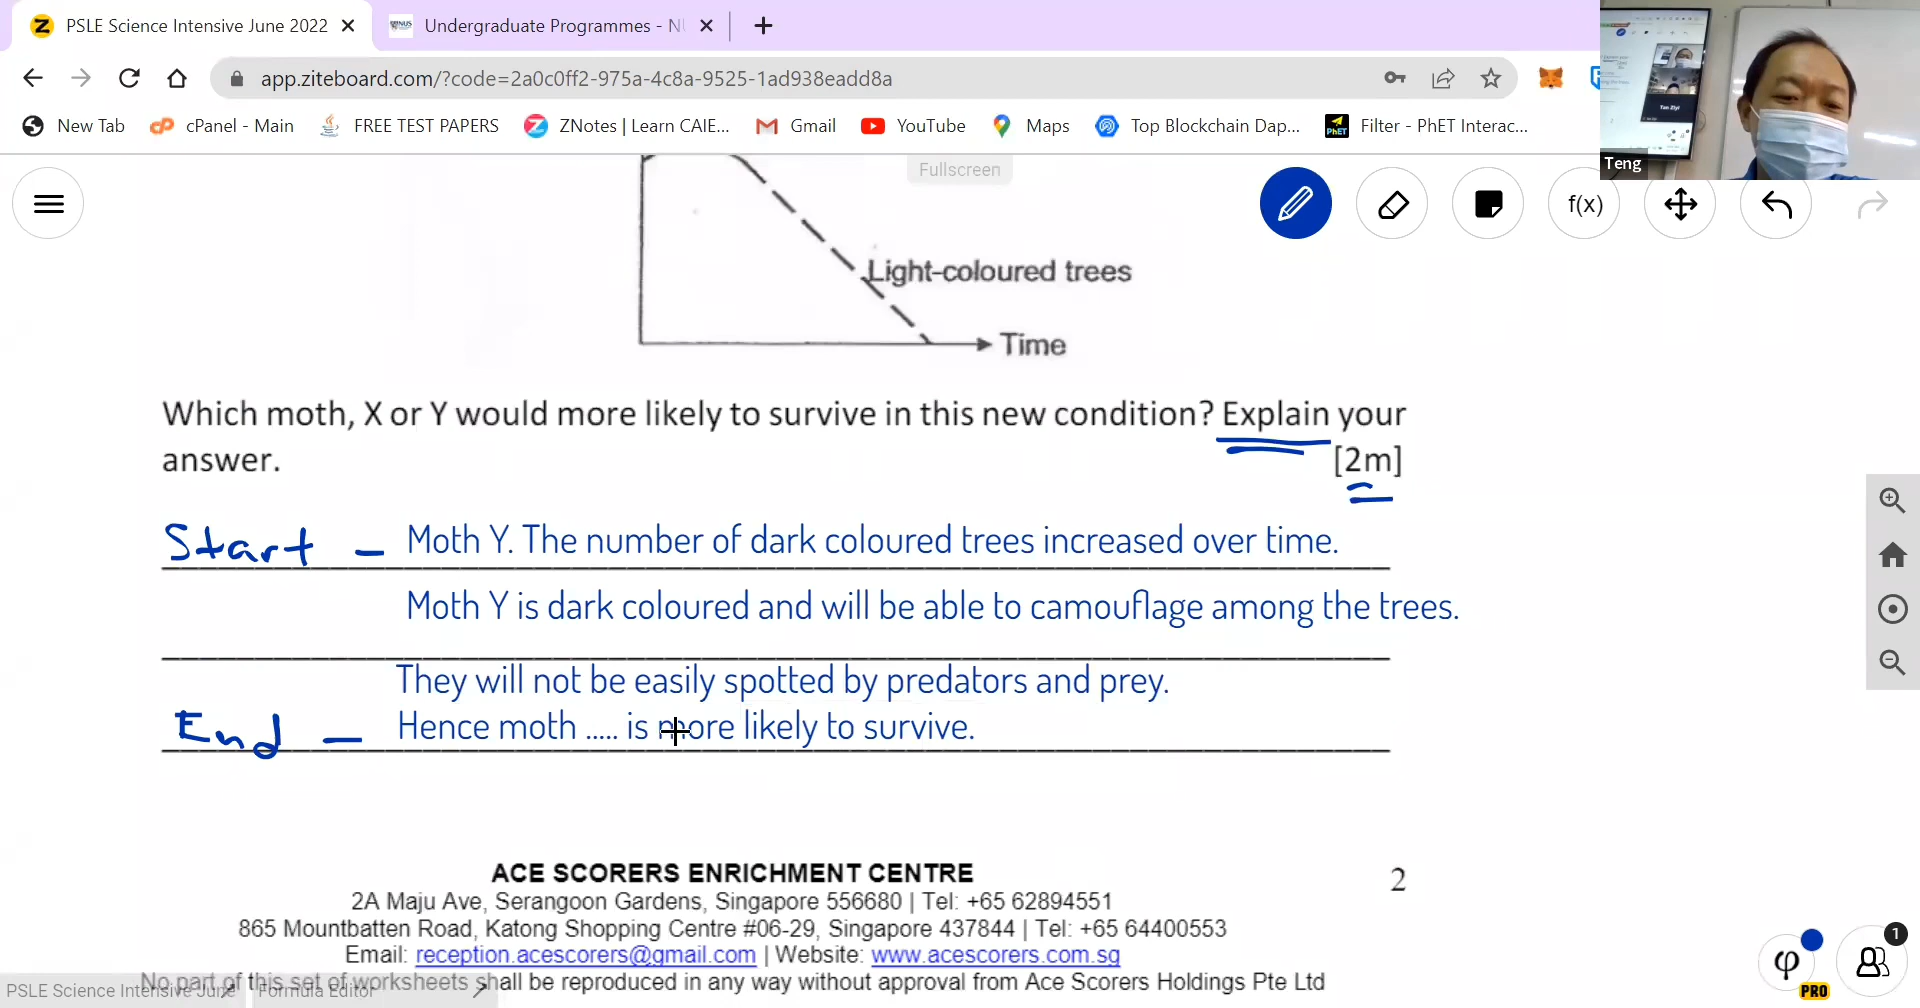 PSLE Science Intensive June 2022
Undergraduate Programmes - NU
app.ziteboard.com/?code=2a0c0ff2-975a-4c8a-9525-1ad938eadd8a
New Tab
cPanel - Main
FREE TEST PAPERS
ZNotes | Learn CAIE...
Gmail
YouTube
Maps
Top Blockchain Dap...
PhET
Filter - PhET Interac...
Teng
Fullscreen
f(x)
Light-coloured trees
Time
Which moth, X or Y would more likely to survive in this new condition? Explain your
answer.
[2m]
Start – Moth Y. The number of dark coloured trees increased over time.
Moth Y is dark coloured and will be able to camouflage among the trees.
They will not be easily spotted by predators and prey.
End – Hence moth ..... is more likely to survive.
ACE SCORERS ENRICHMENT CENTRE
2
2A Maju Ave, Serangoon Gardens, Singapore 556680 | Tel: +65 62894551
865 Mountbatten Road, Katong Shopping Centre #06-29, Singapore 437844 | Tel: +65 64400553
Email: reception.acescorers@gmail.com | Website: www.acescorers.com.sg
No part of this set of worksheets shall be reproduced in any way without approval from Ace Scorers Holdings Pte Ltd
PSLE Science Intensive June
Formula Editor
φ
PRO
1